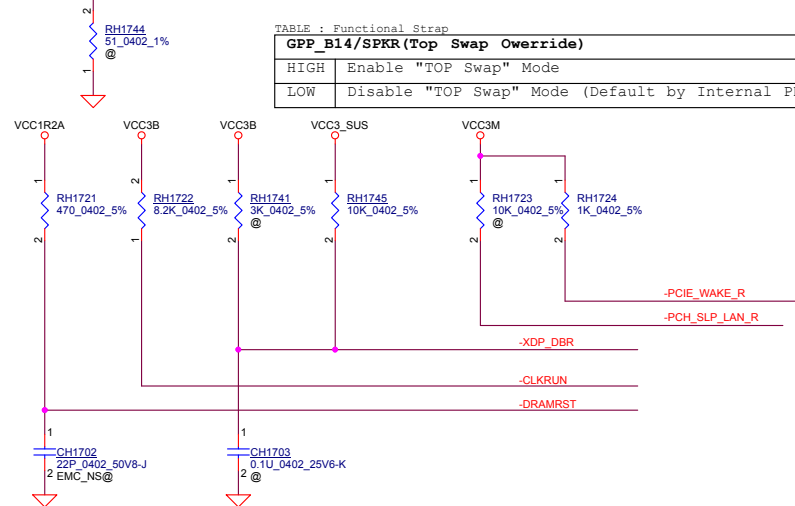 2
RH1744
51_0402_1%
@
1
TABLE : Functional Strap
GPP_B14/SPKR(Top Swap Owerride)
HIGH Enable "TOP Swap" Mode
LOW Disable "TOP Swap" Mode (Default by Internal
VCC1R2A VCC3B VCC3B VCC3_SUS VCC3M
1 2 1 1 1 1
RH1721 RH1722 RH1741 RH1745 RH1723 RH1724
470_0402_5% 8.2K_0402_5% 3K_0402_5% 10K_0402_5% 10K_0402_5% 1K_0402_5%
@ @
2 1 2 2 2 2
-PCIE_WAKE_R
-PCH_SLP_LAN_R
-XDP_DBR
-CLKRUN
-DRAMRST
1 1
CH1702 CH1703
22P_0402_50V8-J 0.1U_0402_25V6-K
2 EMC_NS@ 2 @